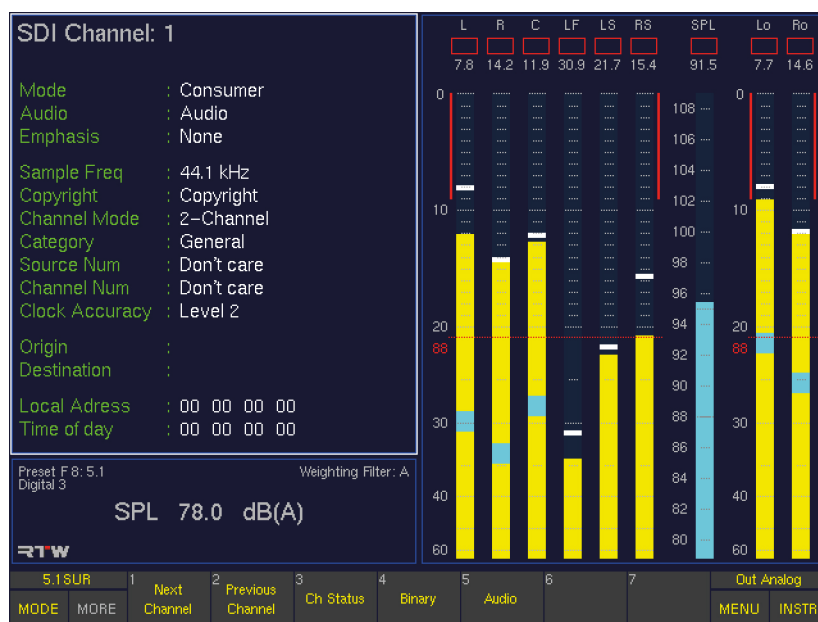 SDI Channel: 1
Mode : Consumer
Audio : Audio
Emphasis : None
Sample Freq : 44.1 kHz
Copyright : Copyright
Channel Mode : 2-Channel
Category : General
Source Num : Don't care
Channel Num : Don't care
Clock Accuracy : Level 2
Origin :
Destination :
Local Adress : 00 00 00 00
Time of day : 00 00 00 00
Preset F8: 5.1 Weighting Filter: A
Digital 3
SPL 78.0 dB(A)
RTW
L R C LF LS RS SPL Lo Ro
7.8 14.2 11.9 30.9 21.7 15.4 91.5 7.7 14.6
0
10
20
88
30
40
60
108
106
104
102
100
98
96
94
92
90
88
86
84
82
80
0
10
20
88
30
40
60
5.1SUR 1 2 3 4 5 6 7 Out Analog
Next Channel
Previous Channel
Ch Status
Binary
Audio
MODE MORE MENU INSTR